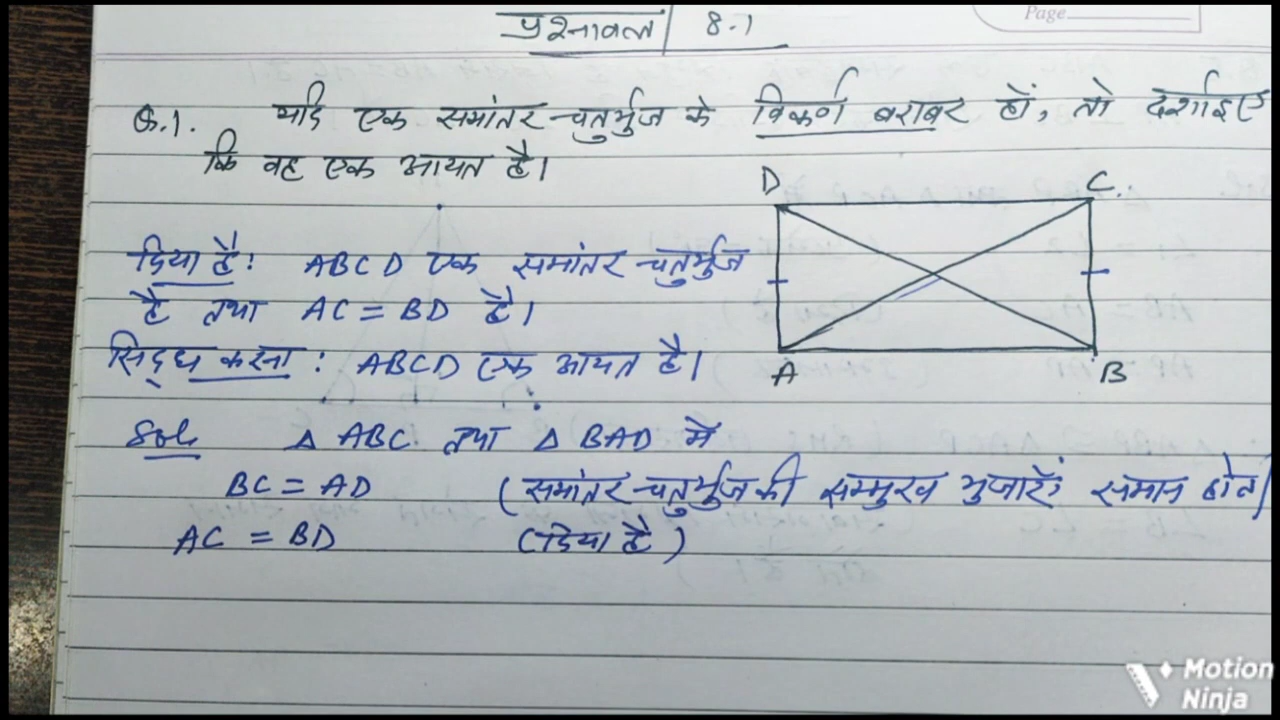 Page
प्रश्नावली 8.1
Q.1. यदि एक समांतर चतुर्भुज के विकर्ण बराबर हों, तो दर्शाइए
कि वह एक आयत है।
D C
दिया है: ABCD एक समांतर चतुर्भुज
है तथा AC = BD है।
सिद्ध करना : ABCD एक आयत है।
A B
Sol. △ ABC तथा △ BAD में
BC = AD (समांतर चतुर्भुज की सम्मुख भुजाएँ समान होती
AC = BD (दिया है)
Motion
Ninja